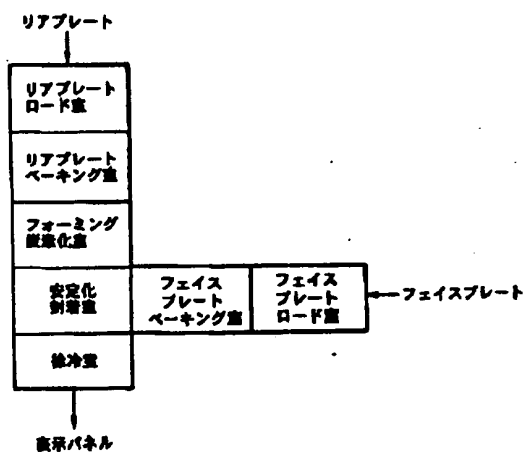 リアプレート
リアプレート
ロード室
リアプレート
ベーキング室
フォーミング
炭素化室
安定化
封着室
フェイス
プレート
ベーキング室
フェイス
プレート
ロード室
フェイスプレート
徐冷室
表示パネル